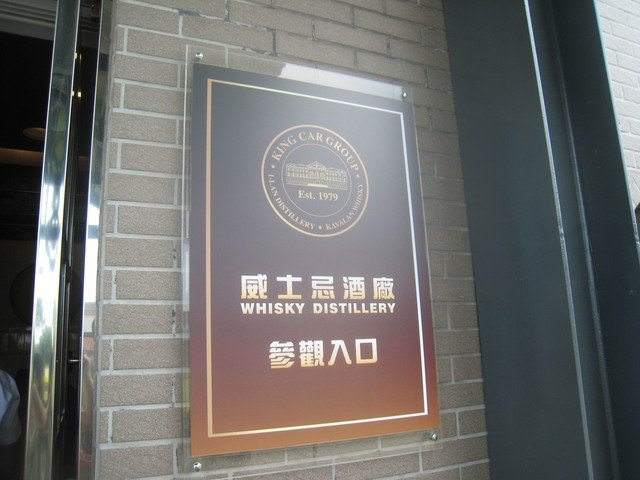 KING CAR GROUP
Est. 1979
YI-LAN DISTILLERY • KAVALAN WHISKY
威士忌酒廠
WHISKY DISTILLERY
參觀入口